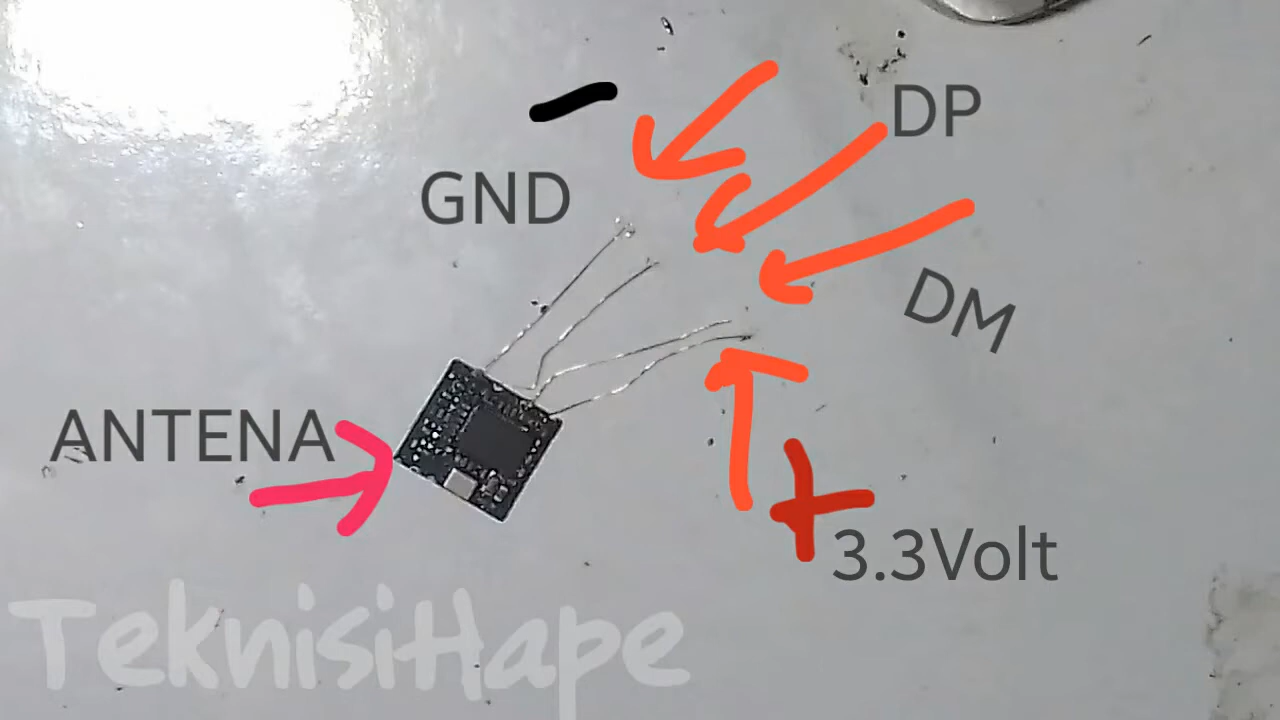 DP
GND
DM
ANTENA
3.3Volt
TeknisiHape